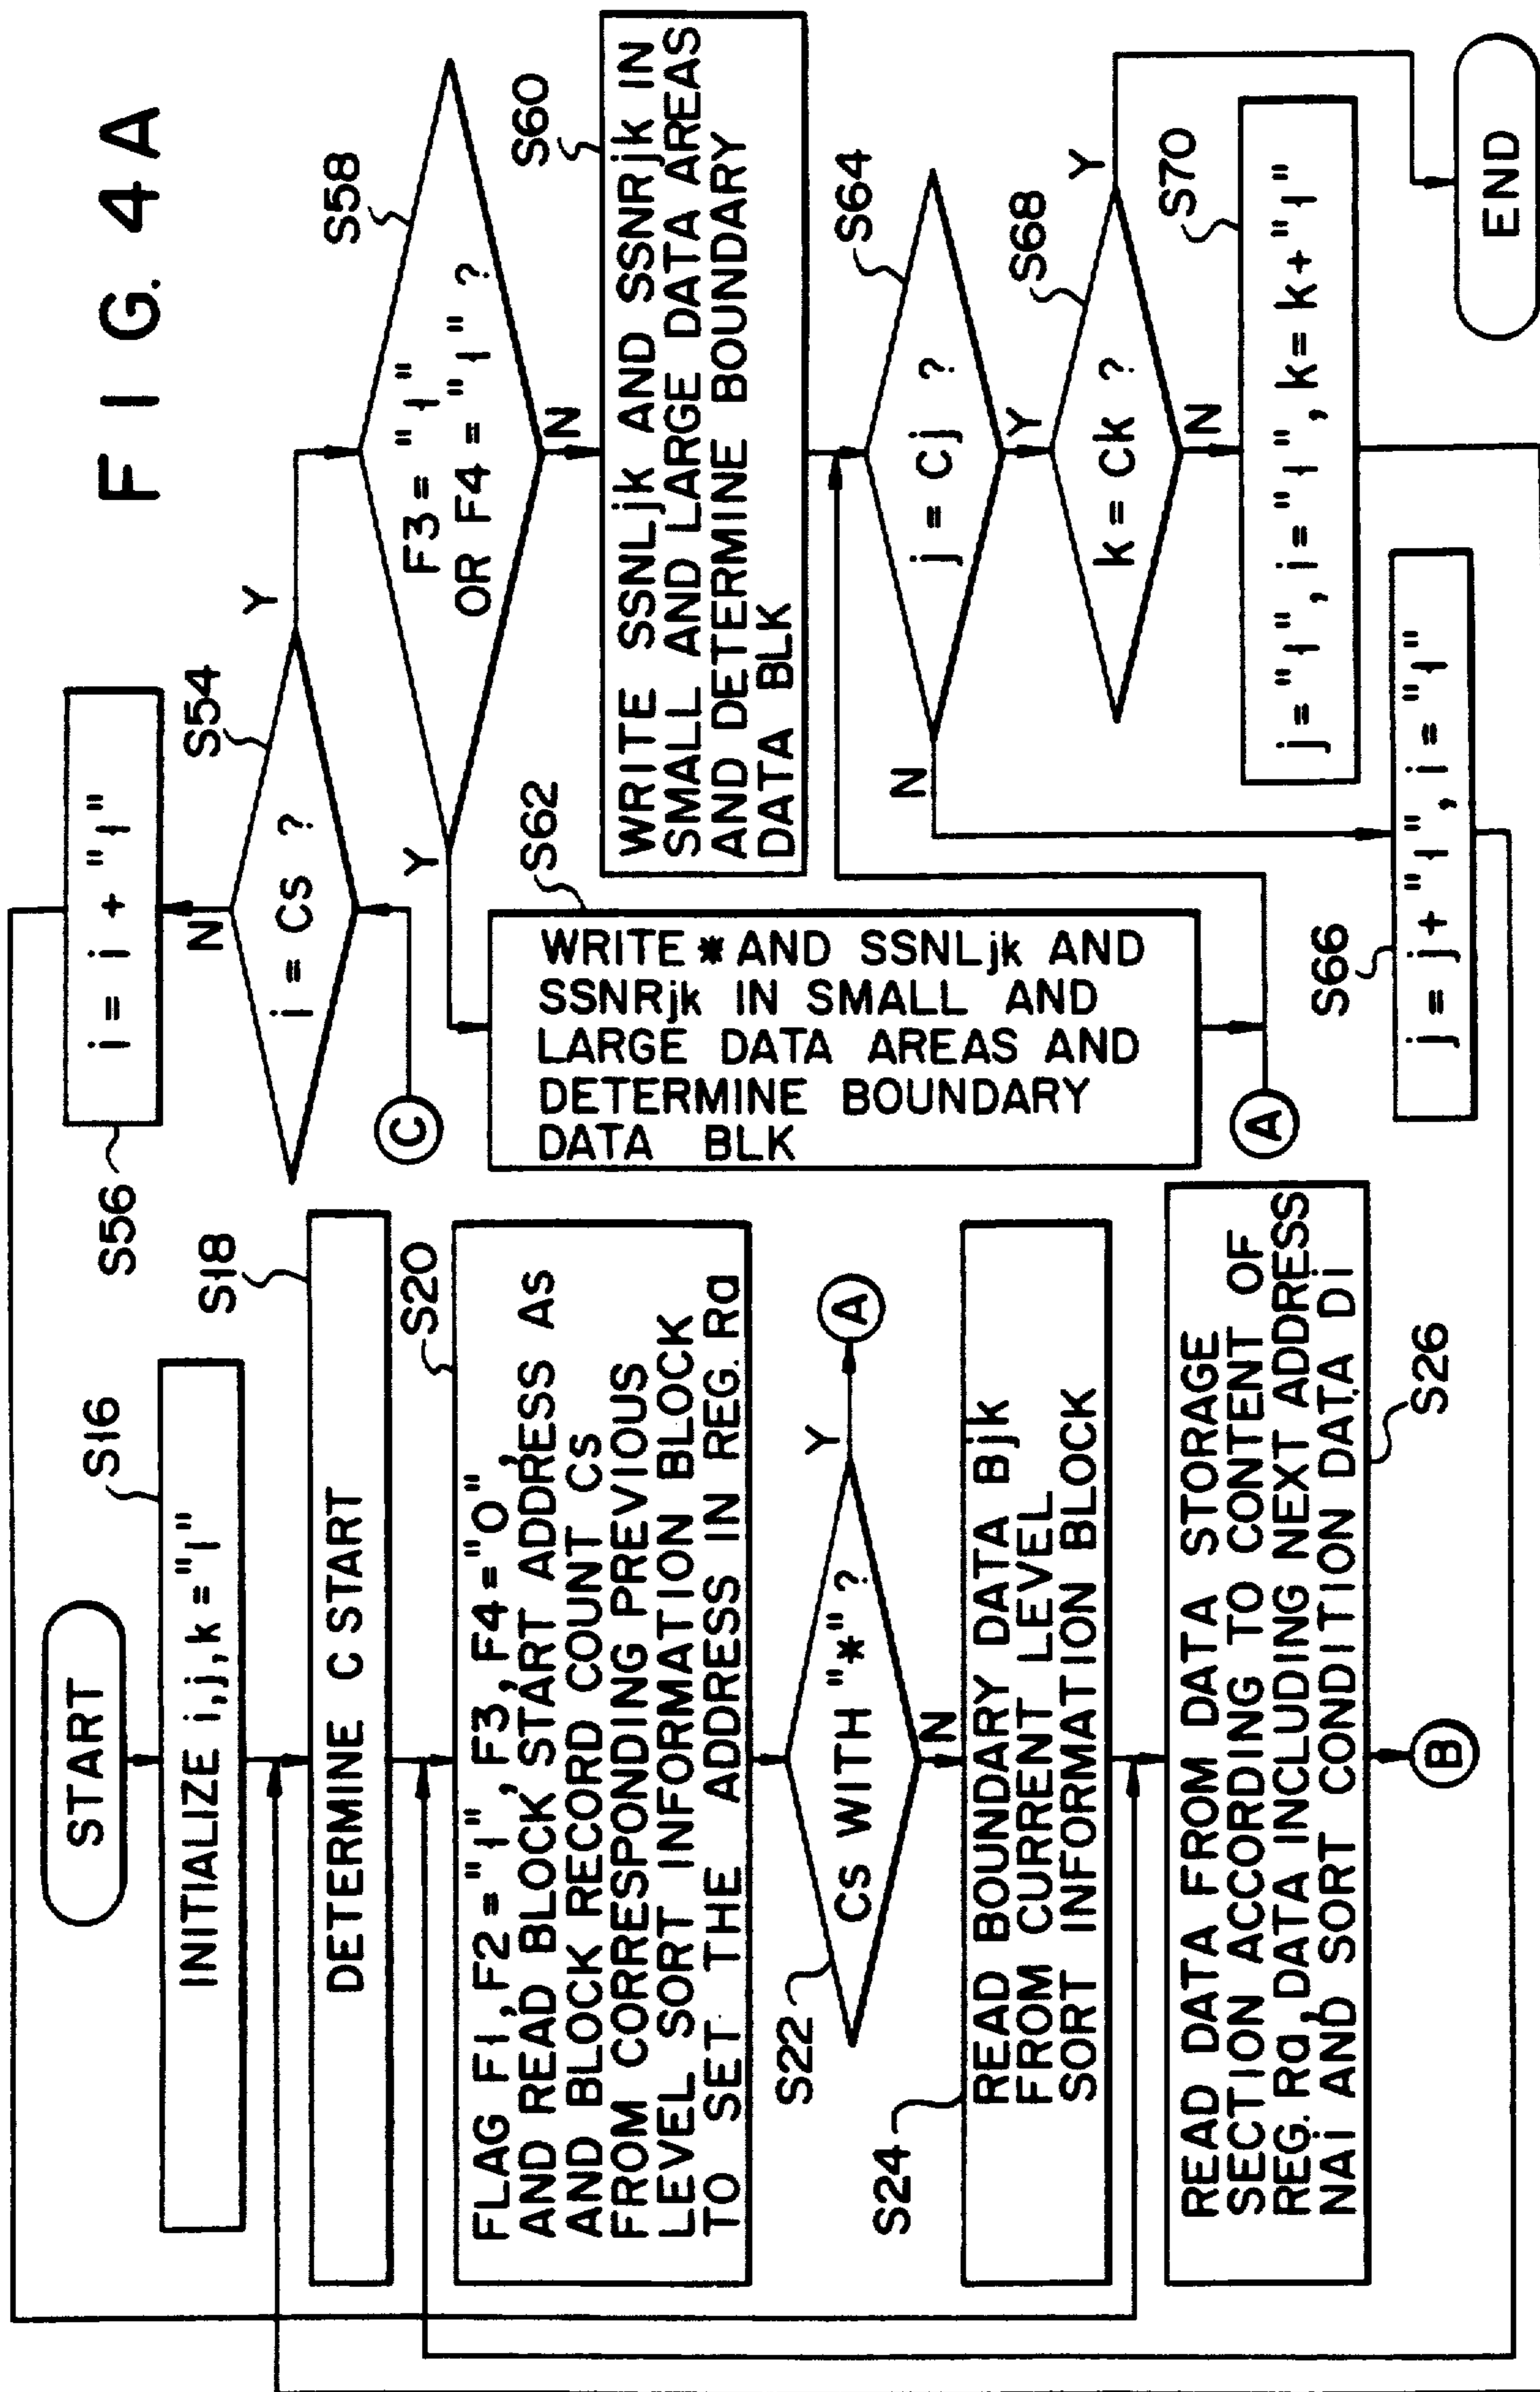 FIG. 4A
START
S16
INITIALIZE i,j,k ="1"
S18
DETERMINE C START
S20
FLAG F1,F2="1",F3,F4="0",
AND READ BLOCK START ADDRESS As
AND BLOCK RECORD COUNT Cs
FROM CORRESPONDING PREVIOUS
LEVEL SORT INFORMATION BLOCK
TO SET THE ADDRESS IN REG. Ra
S22
Cs WITH "*" ?
Y
A
N
S24
READ BOUNDARY DATA Bjk
FROM CURRENT LEVEL
SORT INFORMATION BLOCK
READ DATA FROM DATA STORAGE
SECTION ACCORDING TO CONTENT OF
REG. Ra, DATA INCLUDING NEXT ADDRESS
NAi AND SORT CONDITION DATA Di
S26
B
S56
i = i + "1"
S54
N
i = Cs ?
Y
C
S58
F3 = "1"
OR F4 = "1" ?
Y
N
S60
WRITE SSNLjk AND SSNRjk IN
SMALL AND LARGE DATA AREAS
AND DETERMINE BOUNDARY
DATA BLK
S62
WRITE * AND SSNLjk AND
SSNRjk IN SMALL AND
LARGE DATA AREAS AND
DETERMINE BOUNDARY
DATA BLK
A
S64
j = Cj ?
N
Y
S66
j = j + "1", i = "1"
S68
k = Ck ?
Y
N
S70
j = "1", i = "1", k = k + "1"
END